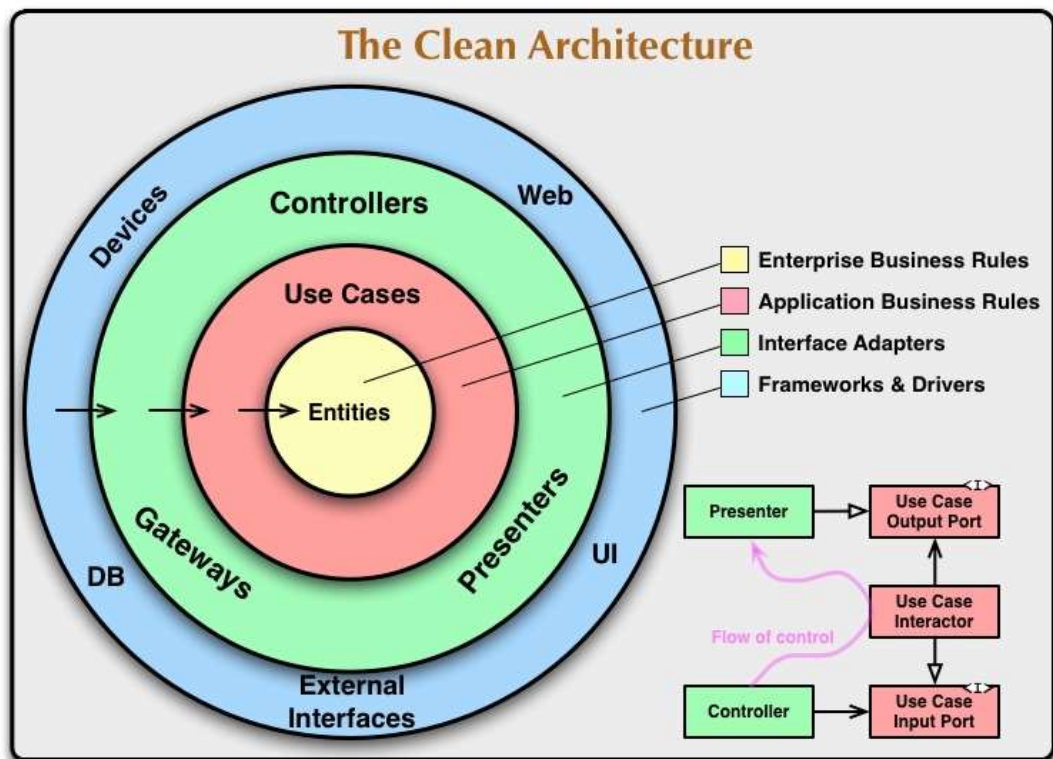 The Clean Architecture
Devices
Controllers
Web
Use Cases
Entities
Gateways
Presenters
DB
UI
External
Interfaces
Enterprise Business Rules
Application Business Rules
Interface Adapters
Frameworks & Drivers
Presenter
<I>
Use Case
Output Port
Flow of control
Use Case
Interactor
Controller
<I>
Use Case
Input Port